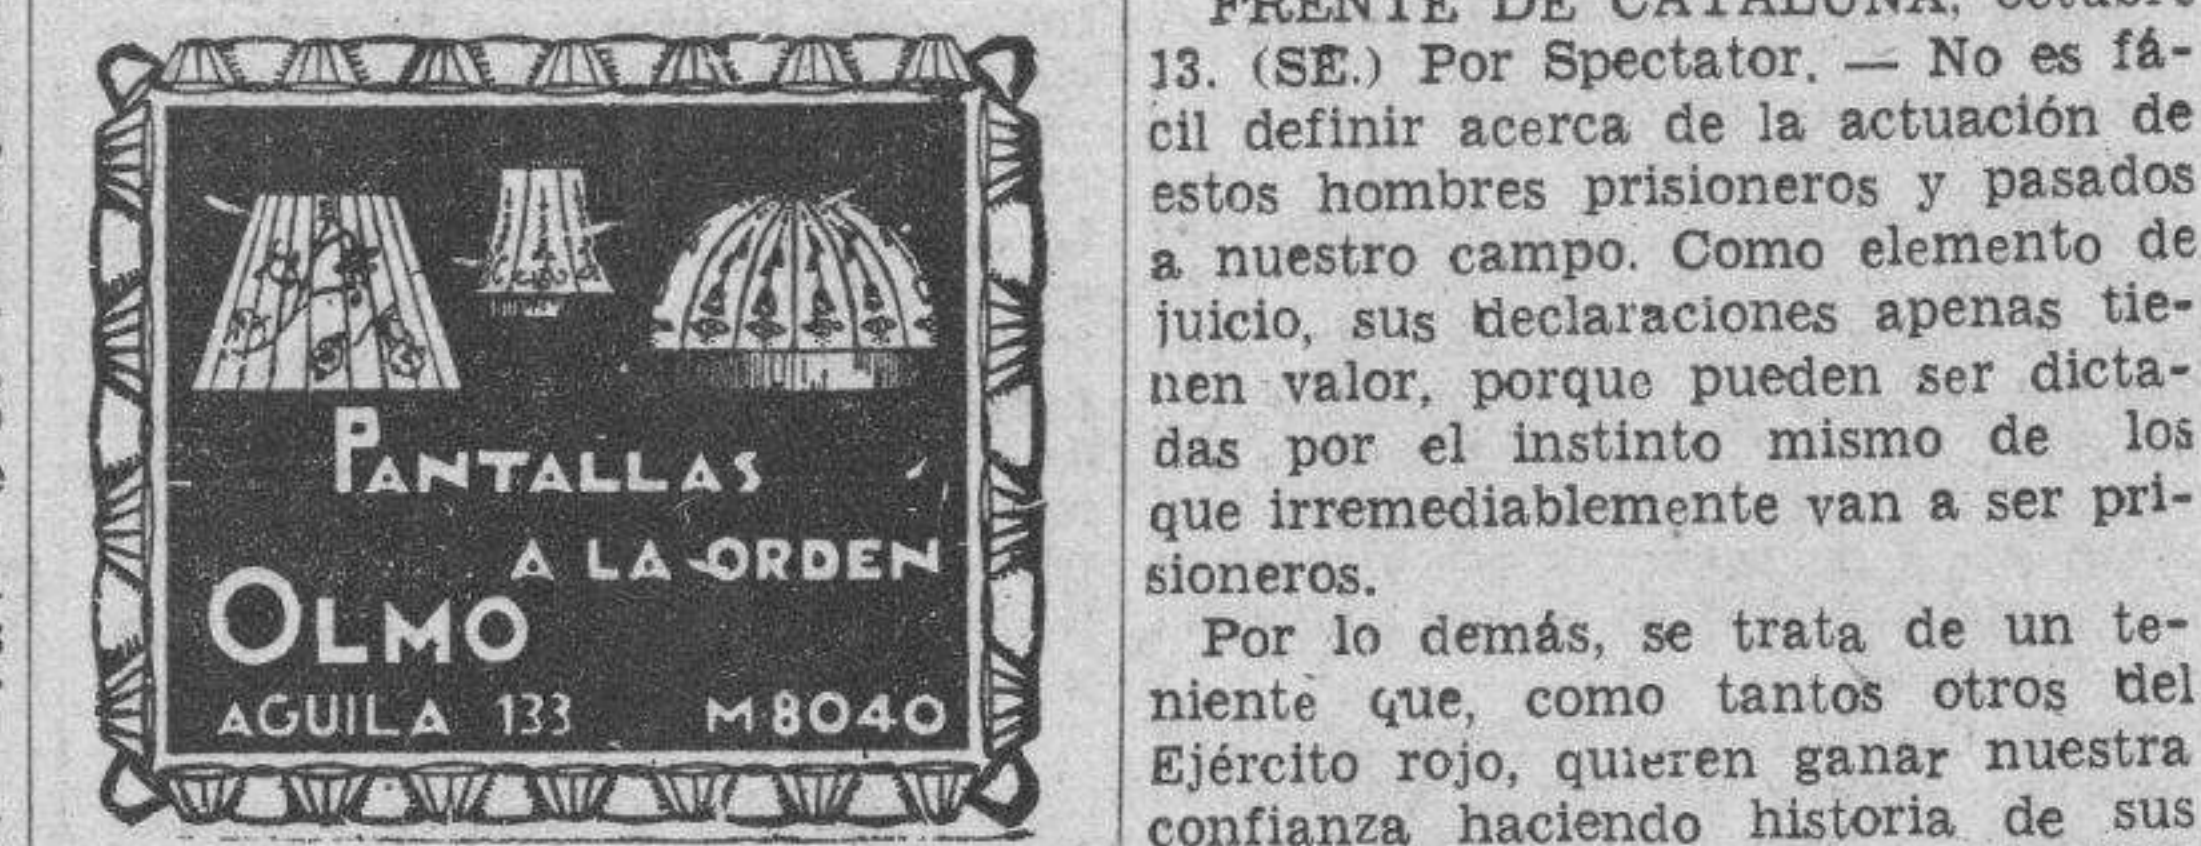 PANTALLAS
A LA ORDEN
OLMO
AGUILA 133 M 8040
FRENTE DE CATALUÑA, octubre
13. (SE.) Por Spectator. — No es fá-
cil definir acerca de la actuación de
estos hombres prisioneros y pasados
a nuestro campo. Como elemento de
juicio, sus declaraciones apenas tie-
nen valor, porque pueden ser dicta-
das por el instinto mismo de los
que irremediablemente van a ser pri-
sioneros.
Por lo demás, se trata de un te-
niente que, como tantos otros del
Ejército rojo, quieren ganar nuestra
confianza haciendo historia de sus